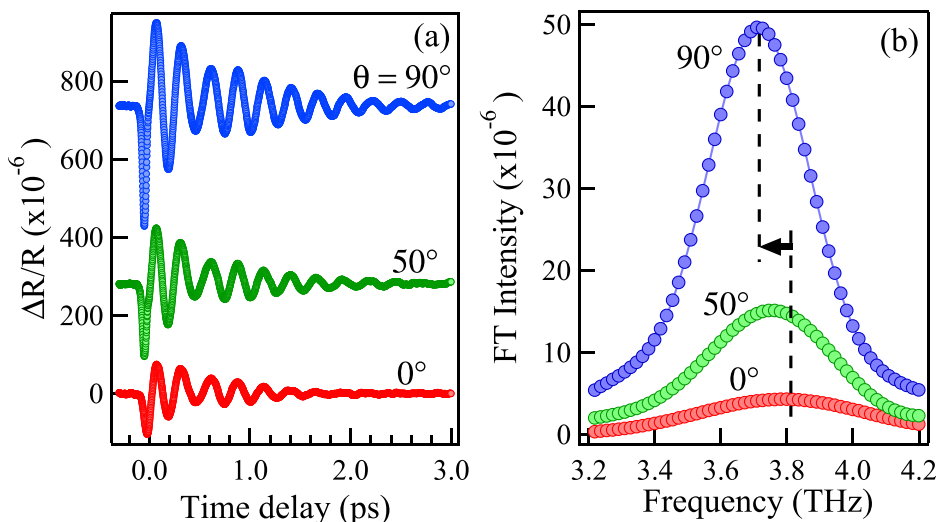 (a)
θ = 90°
50°
0°
ΔR/R (x10⁻⁶)
800
600
400
200
0
0.0 1.0 2.0 3.0
Time delay (ps)
(b)
90°
50°
0°
FT Intensity (x10⁻⁶)
50
40
30
20
10
0
3.2 3.4 3.6 3.8 4.0 4.2
Frequency (THz)